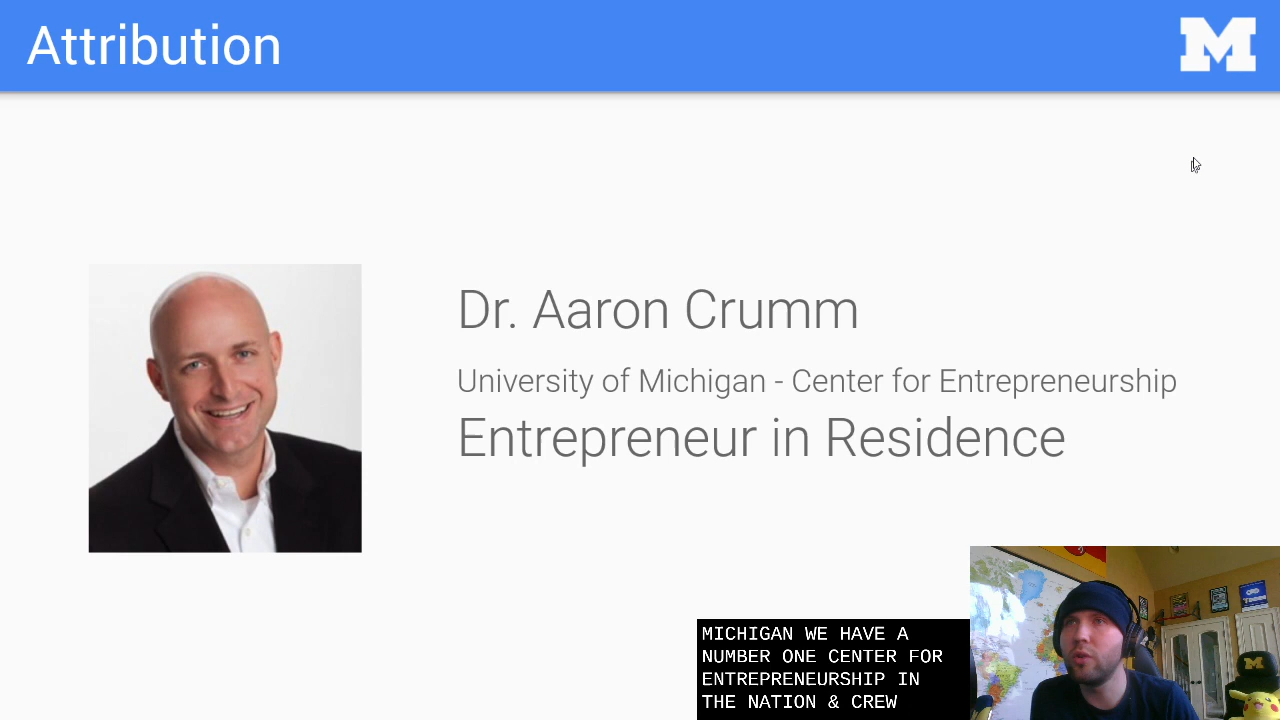 Attribution
M
Dr. Aaron Crumm
University of Michigan - Center for Entrepreneurship
Entrepreneur in Residence
MICHIGAN WE HAVE A
NUMBER ONE CENTER FOR
ENTREPRENEURSHIP IN
THE NATION & CREW
M